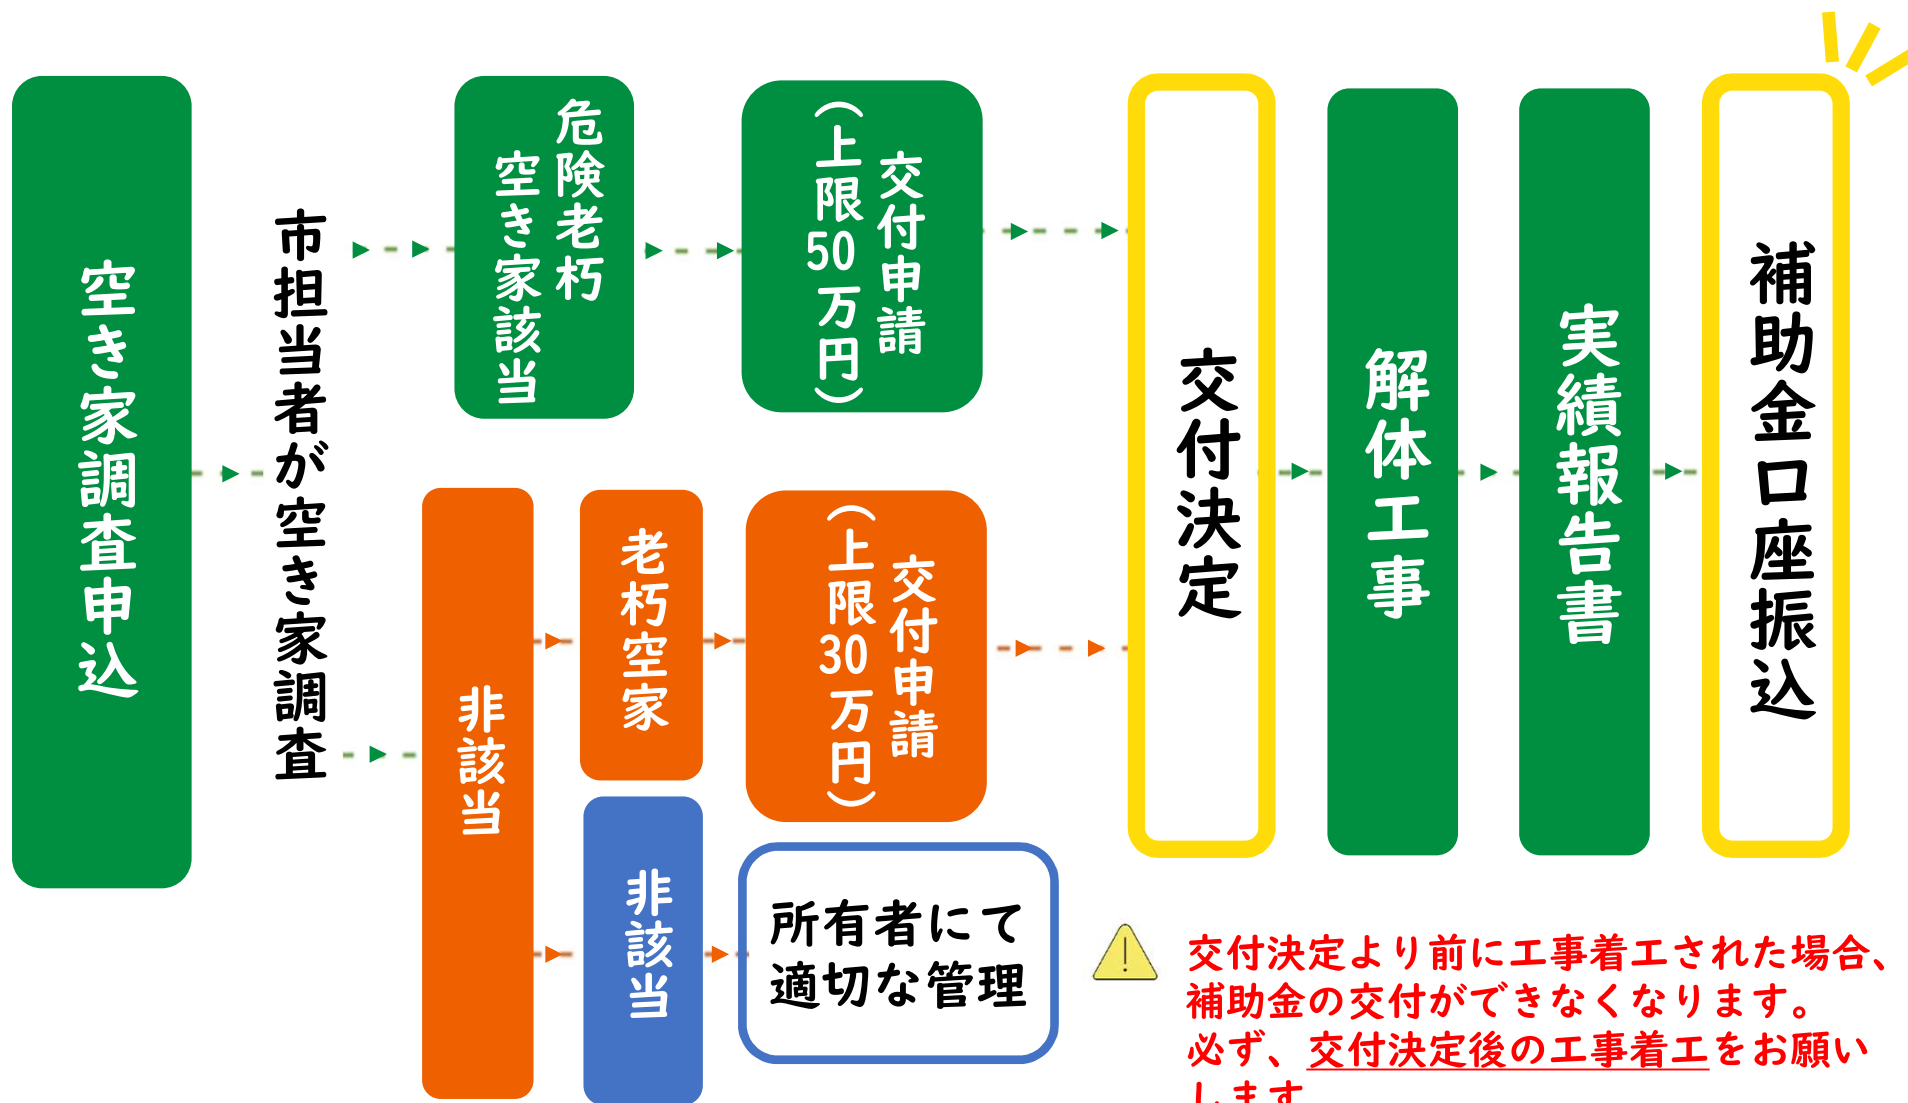 空き家調査申込
市担当者が空き家調査
危険老朽
空き家該当
交付申請
(上限50万円)
非該当
老朽空家
交付申請
(上限30万円)
非該当
所有者にて
適切な管理
交付決定
解体工事
実績報告書
補助金口座振込
交付決定より前に工事着工された場合、
補助金の交付ができなくなります。
必ず、交付決定後の工事着工をお願い
します